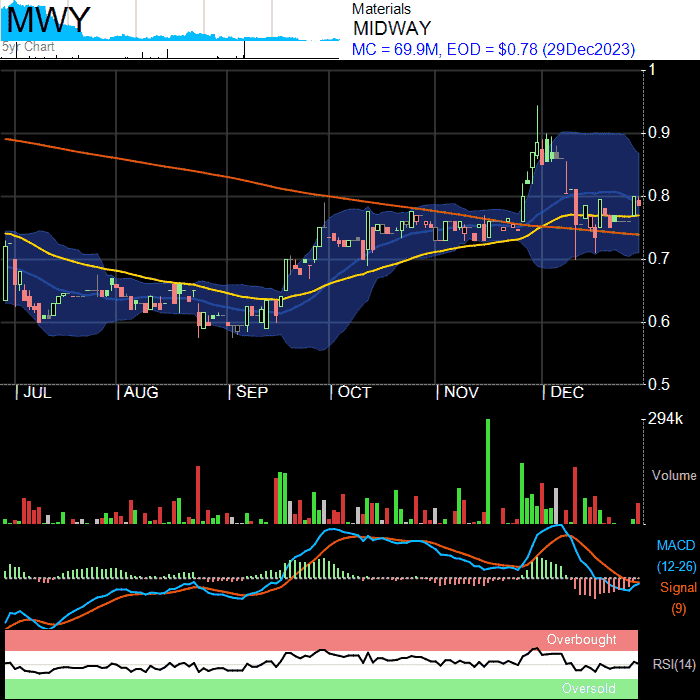 MWY
5yr Chart
Materials
MIDWAY
MC = 69.9M, EOD = $0.78 (29Dec2023)
1
0.9
0.8
0.7
0.6
0.5
JUL AUG SEP OCT NOV DEC
294k
Volume
MACD
(12-26)
Signal
(9)
Overbought
RSI(14)
Oversold